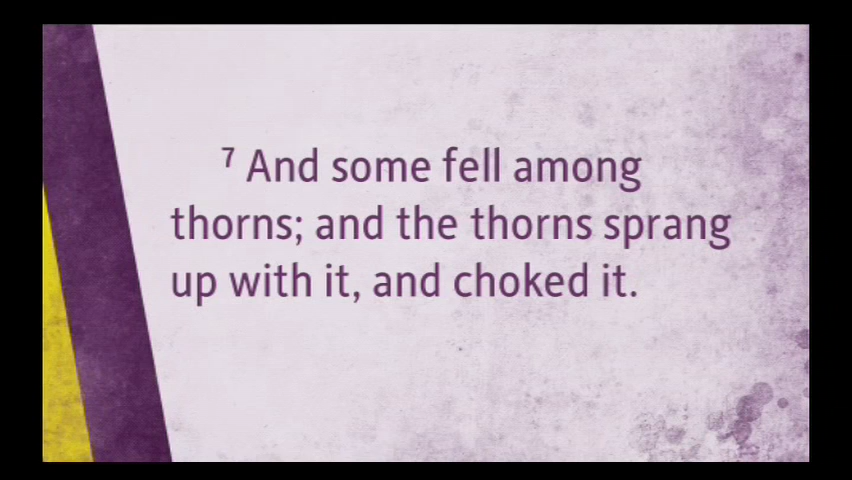 ⁷ And some fell among
thorns; and the thorns sprang
up with it, and choked it.